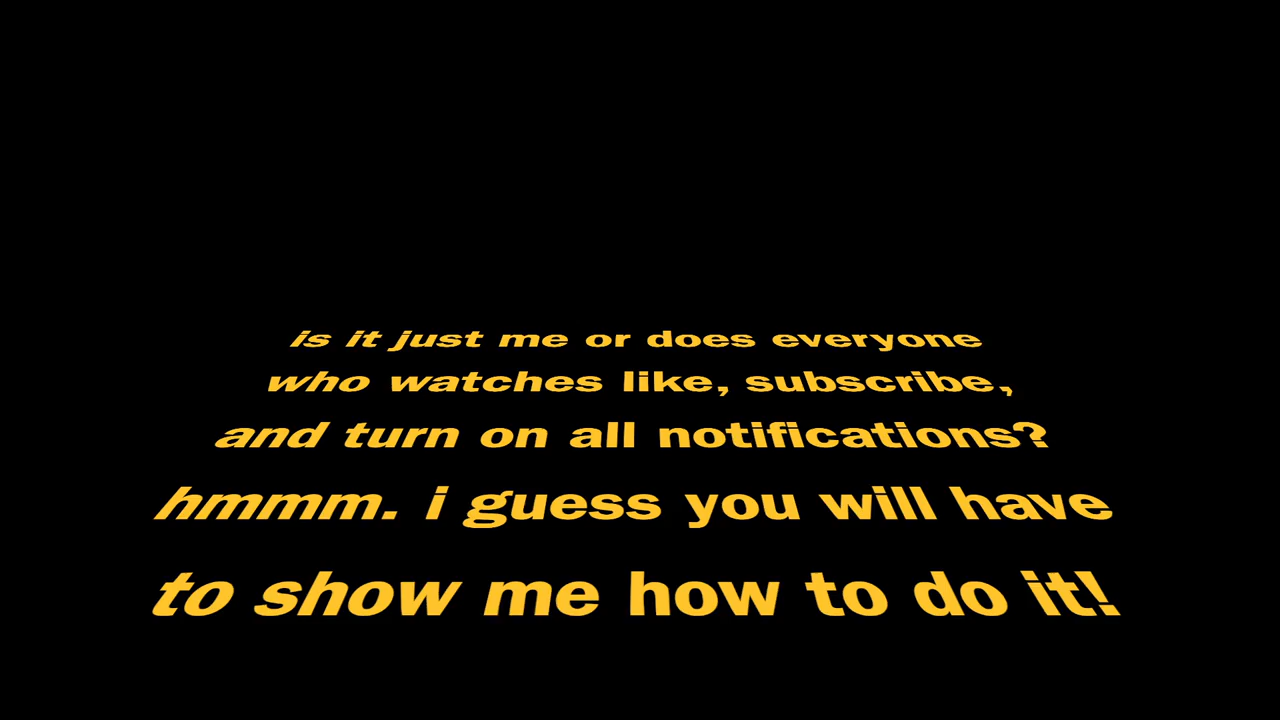 is it just me or does everyone
who watches like, subscribe,
and turn on all notifications?
hmmm. i guess you will have
to show me how to do it!